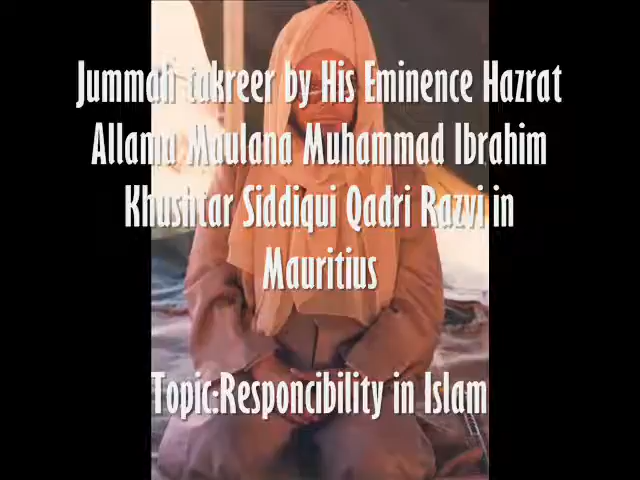 Jummah takreer by His Eminence Hazrat
Allama Maulana Muhammad Ibrahim
Khushtar Siddiqui Qadri Razvi in
Mauritius
Topic:Responcibility in Islam